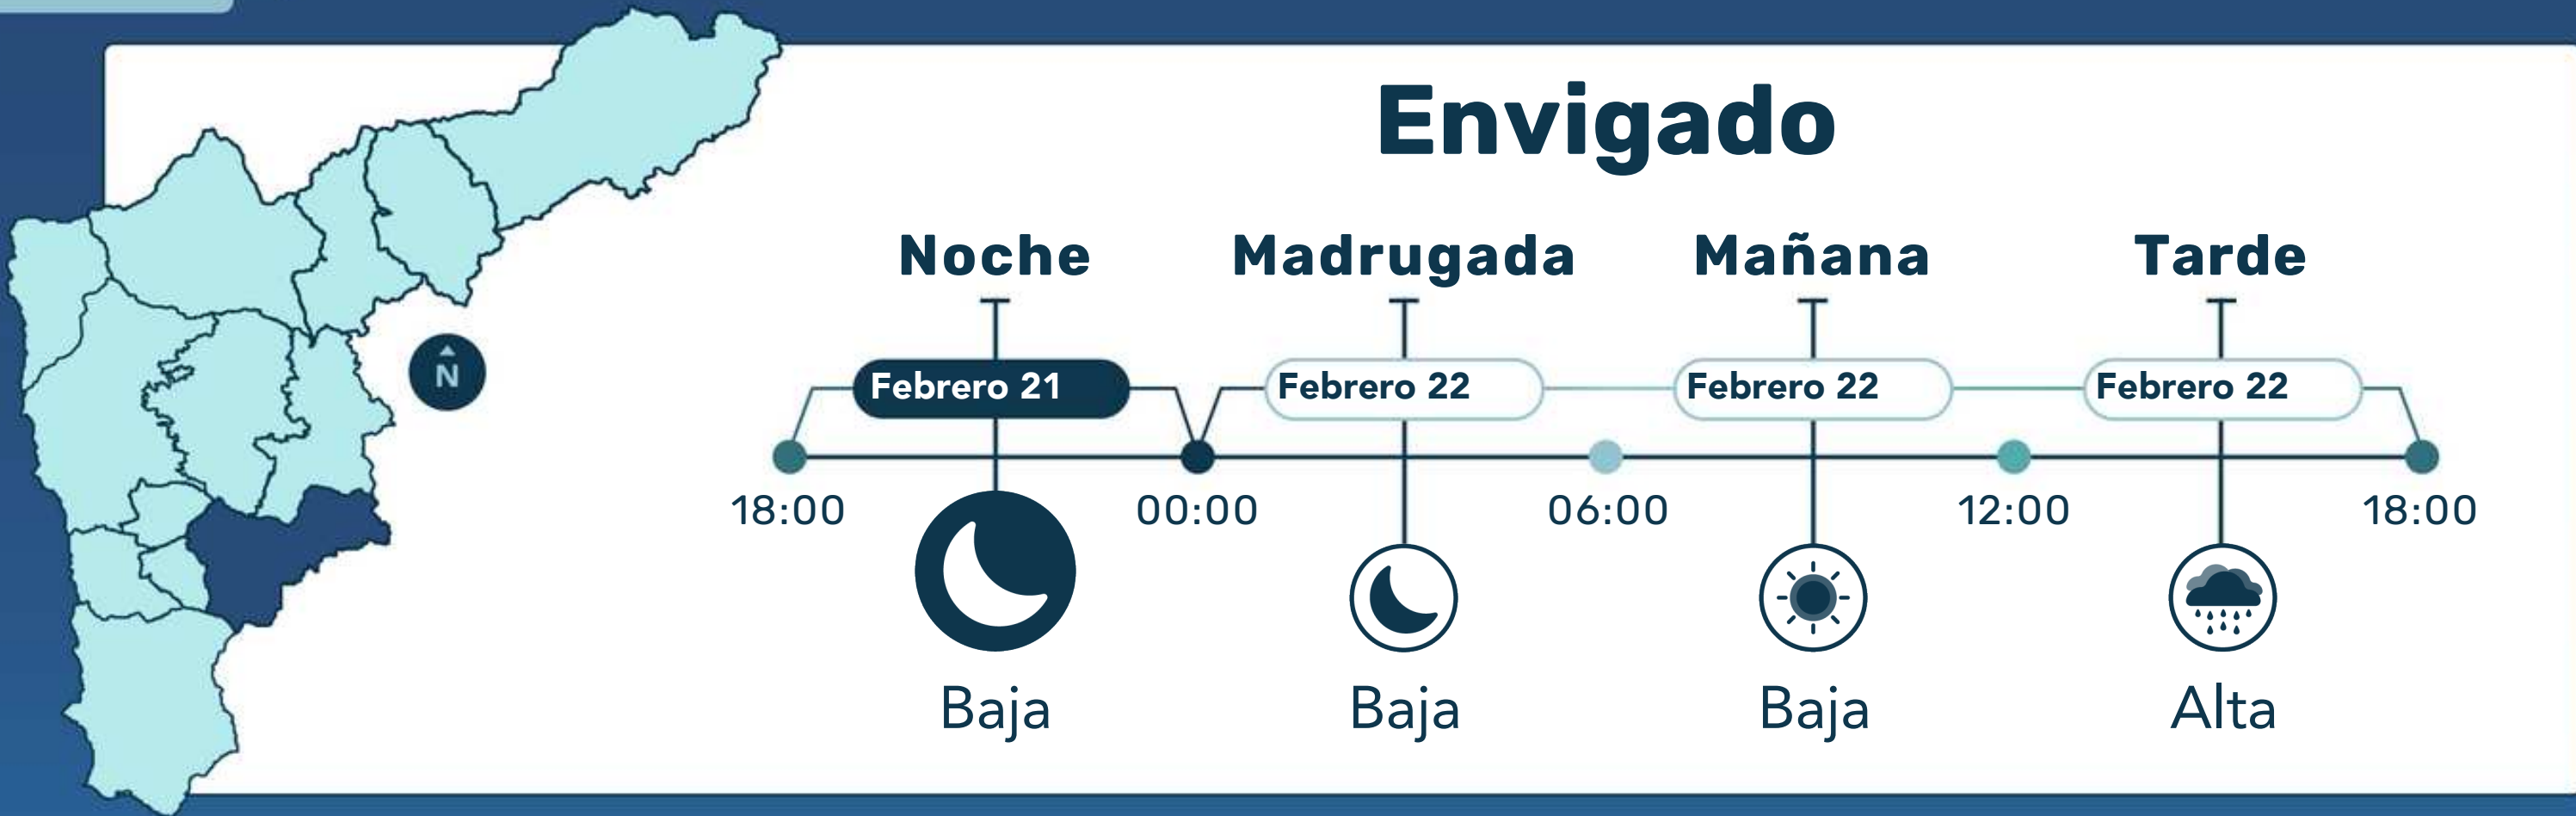 Envigado
Noche Madrugada Mañana Tarde
Febrero 21 Febrero 22 Febrero 22 Febrero 22
N
18:00 00:00 06:00 12:00 18:00
Baja Baja Baja Alta